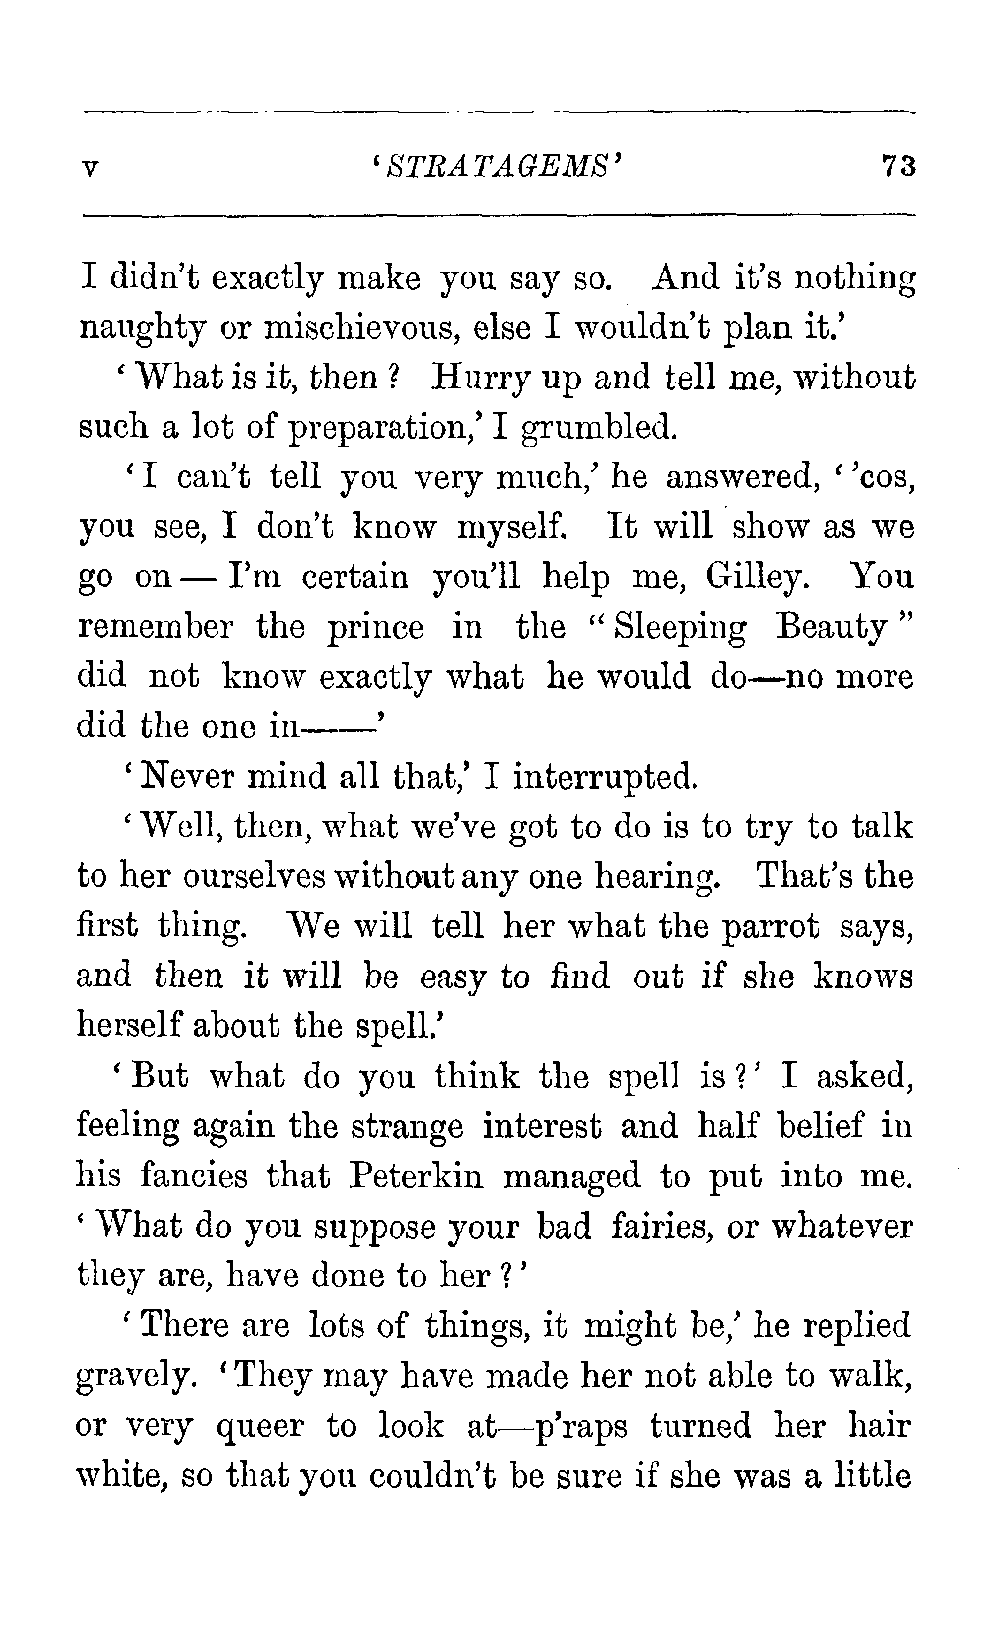 v ‘STRATAGEMS’ 73
I didn’t exactly make you say so. And it’s nothing
naughty or mischievous, else I wouldn’t plan it.’
‘What is it, then? Hurry up and tell me, without
such a lot of preparation,’ I grumbled.
‘I can’t tell you very much,’ he answered, ‘’cos,
you see, I don’t know myself. It will show as we
go on— I’m certain you’ll help me, Gilley. You
remember the prince in the “Sleeping Beauty”
did not know exactly what he would do—no more
did the one in——’
‘Never mind all that,’ I interrupted.
‘Well, then, what we’ve got to do is to try to talk
to her ourselves without any one hearing. That’s the
first thing. We will tell her what the parrot says,
and then it will be easy to find out if she knows
herself about the spell.’
‘But what do you think the spell is?’ I asked,
feeling again the strange interest and half belief in
his fancies that Peterkin managed to put into me.
‘What do you suppose your bad fairies, or whatever
they are, have done to her?’
‘There are lots of things, it might be,’ he replied
gravely. ‘They may have made her not able to walk,
or very queer to look at—p’raps turned her hair
white, so that you couldn’t be sure if she was a little